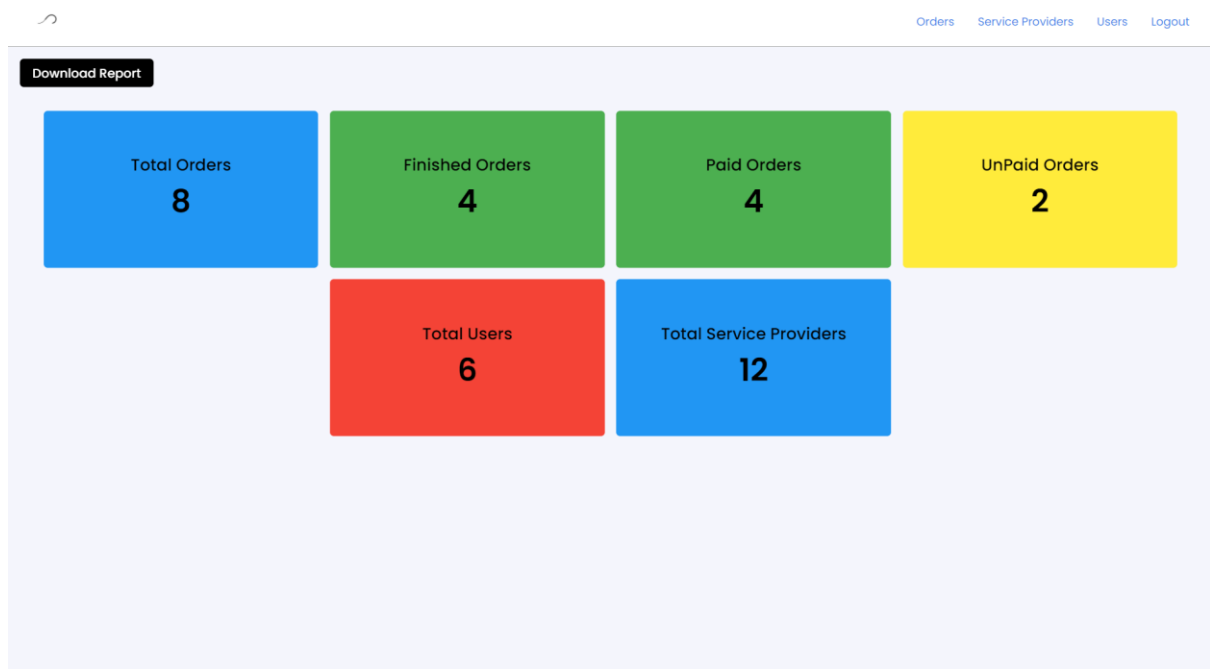 Orders Service Providers Users Logout
Download Report
Total Orders
8
Finished Orders
4
Paid Orders
4
UnPaid Orders
2
Total Users
6
Total Service Providers
12